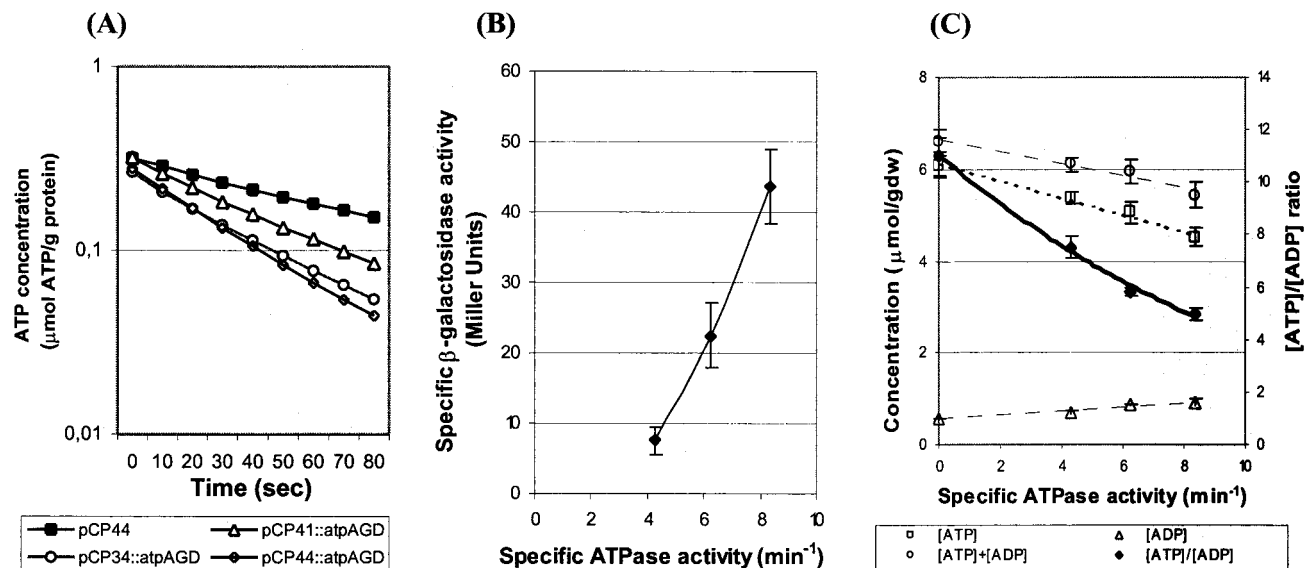 (A)
ATP concentration
(μmol ATP/g protein)
1
0,1
0,01
0 10 20 30 40 50 60 70 80
Time (sec)
pCP44
pCP41::atpAGD
pCP34::atpAGD
pCP44::atpAGD
(B)
Specific β-galactosidase activity
(Miller Units)
60
50
40
30
20
10
0
0 2 4 6 8 10
Specific ATPase activity (min-1)
(C)
Concentration (μmol/gdw)
8
6
4
2
0
14
12
10
8
6
4
2
0
[ATP]/[ADP] ratio
0 2 4 6 8 10
Specific ATPase activity (min-1)
[ATP]
[ADP]
[ATP]+[ADP]
[ATP]/[ADP]